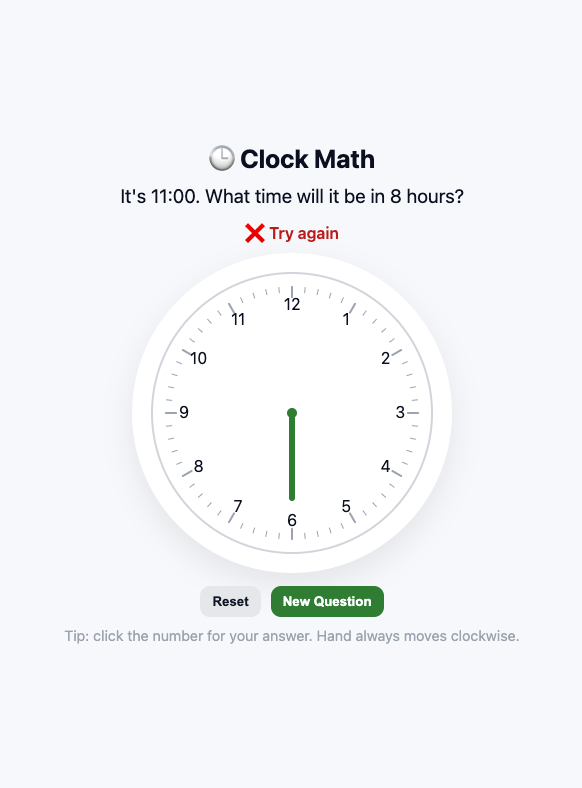 🕒 Clock Math
It's 11:00. What time will it be in 8 hours?
❌ Try again
12
11
1
10
2
9
3
8
4
7
5
6
Reset
New Question
Tip: click the number for your answer. Hand always moves clockwise.